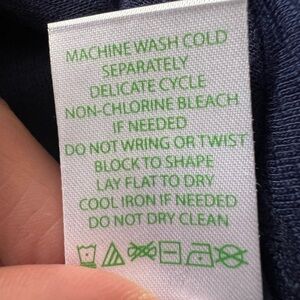 MACHINE WASH COLD
SEPARATELY
DELICATE CYCLE
NON-CHLORINE BLEACH
IF NEEDED
DO NOT WRING OR TWIST
BLOCK TO SHAPE
LAY FLAT TO DRY
COOL IRON IF NEEDED
DO NOT DRY CLEAN